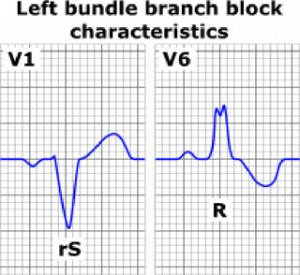 Left bundle branch block
characteristics
V1
V6
rS
R